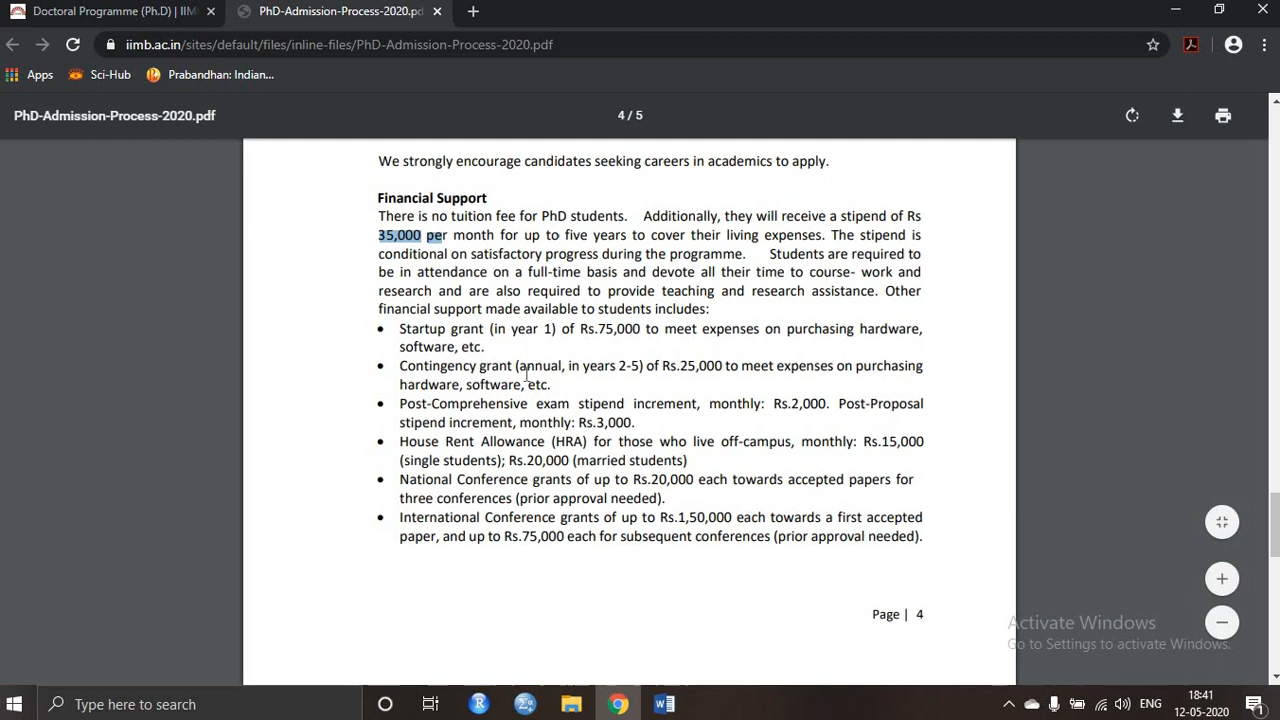 Doctoral Programme (Ph.D) | IIM
PhD-Admission-Process-2020.pd
iimb.ac.in/sites/default/files/inline-files/PhD-Admission-Process-2020.pdf
Apps Sci-Hub Prabandhan: Indian...
PhD-Admission-Process-2020.pdf 4 / 5
We strongly encourage candidates seeking careers in academics to apply.
Financial Support
There is no tuition fee for PhD students. Additionally, they will receive a stipend of Rs
35,000 per month for up to five years to cover their living expenses. The stipend is
conditional on satisfactory progress during the programme. Students are required to
be in attendance on a full-time basis and devote all their time to course- work and
research and are also required to provide teaching and research assistance. Other
financial support made available to students includes:
• Startup grant (in year 1) of Rs.75,000 to meet expenses on purchasing hardware,
software, etc.
• Contingency grant (annual, in years 2-5) of Rs.25,000 to meet expenses on purchasing
hardware, software, etc.
• Post-Comprehensive exam stipend increment, monthly: Rs.2,000. Post-Proposal
stipend increment, monthly: Rs.3,000.
• House Rent Allowance (HRA) for those who live off-campus, monthly: Rs.15,000
(single students); Rs.20,000 (married students)
• National Conference grants of up to Rs.20,000 each towards accepted papers for
three conferences (prior approval needed).
• International Conference grants of up to Rs.1,50,000 each towards a first accepted
paper, and up to Rs.75,000 each for subsequent conferences (prior approval needed).
Page | 4
Activate Windows
Go to Settings to activate Windows.
Type here to search
ENG
18:41
12-05-2020